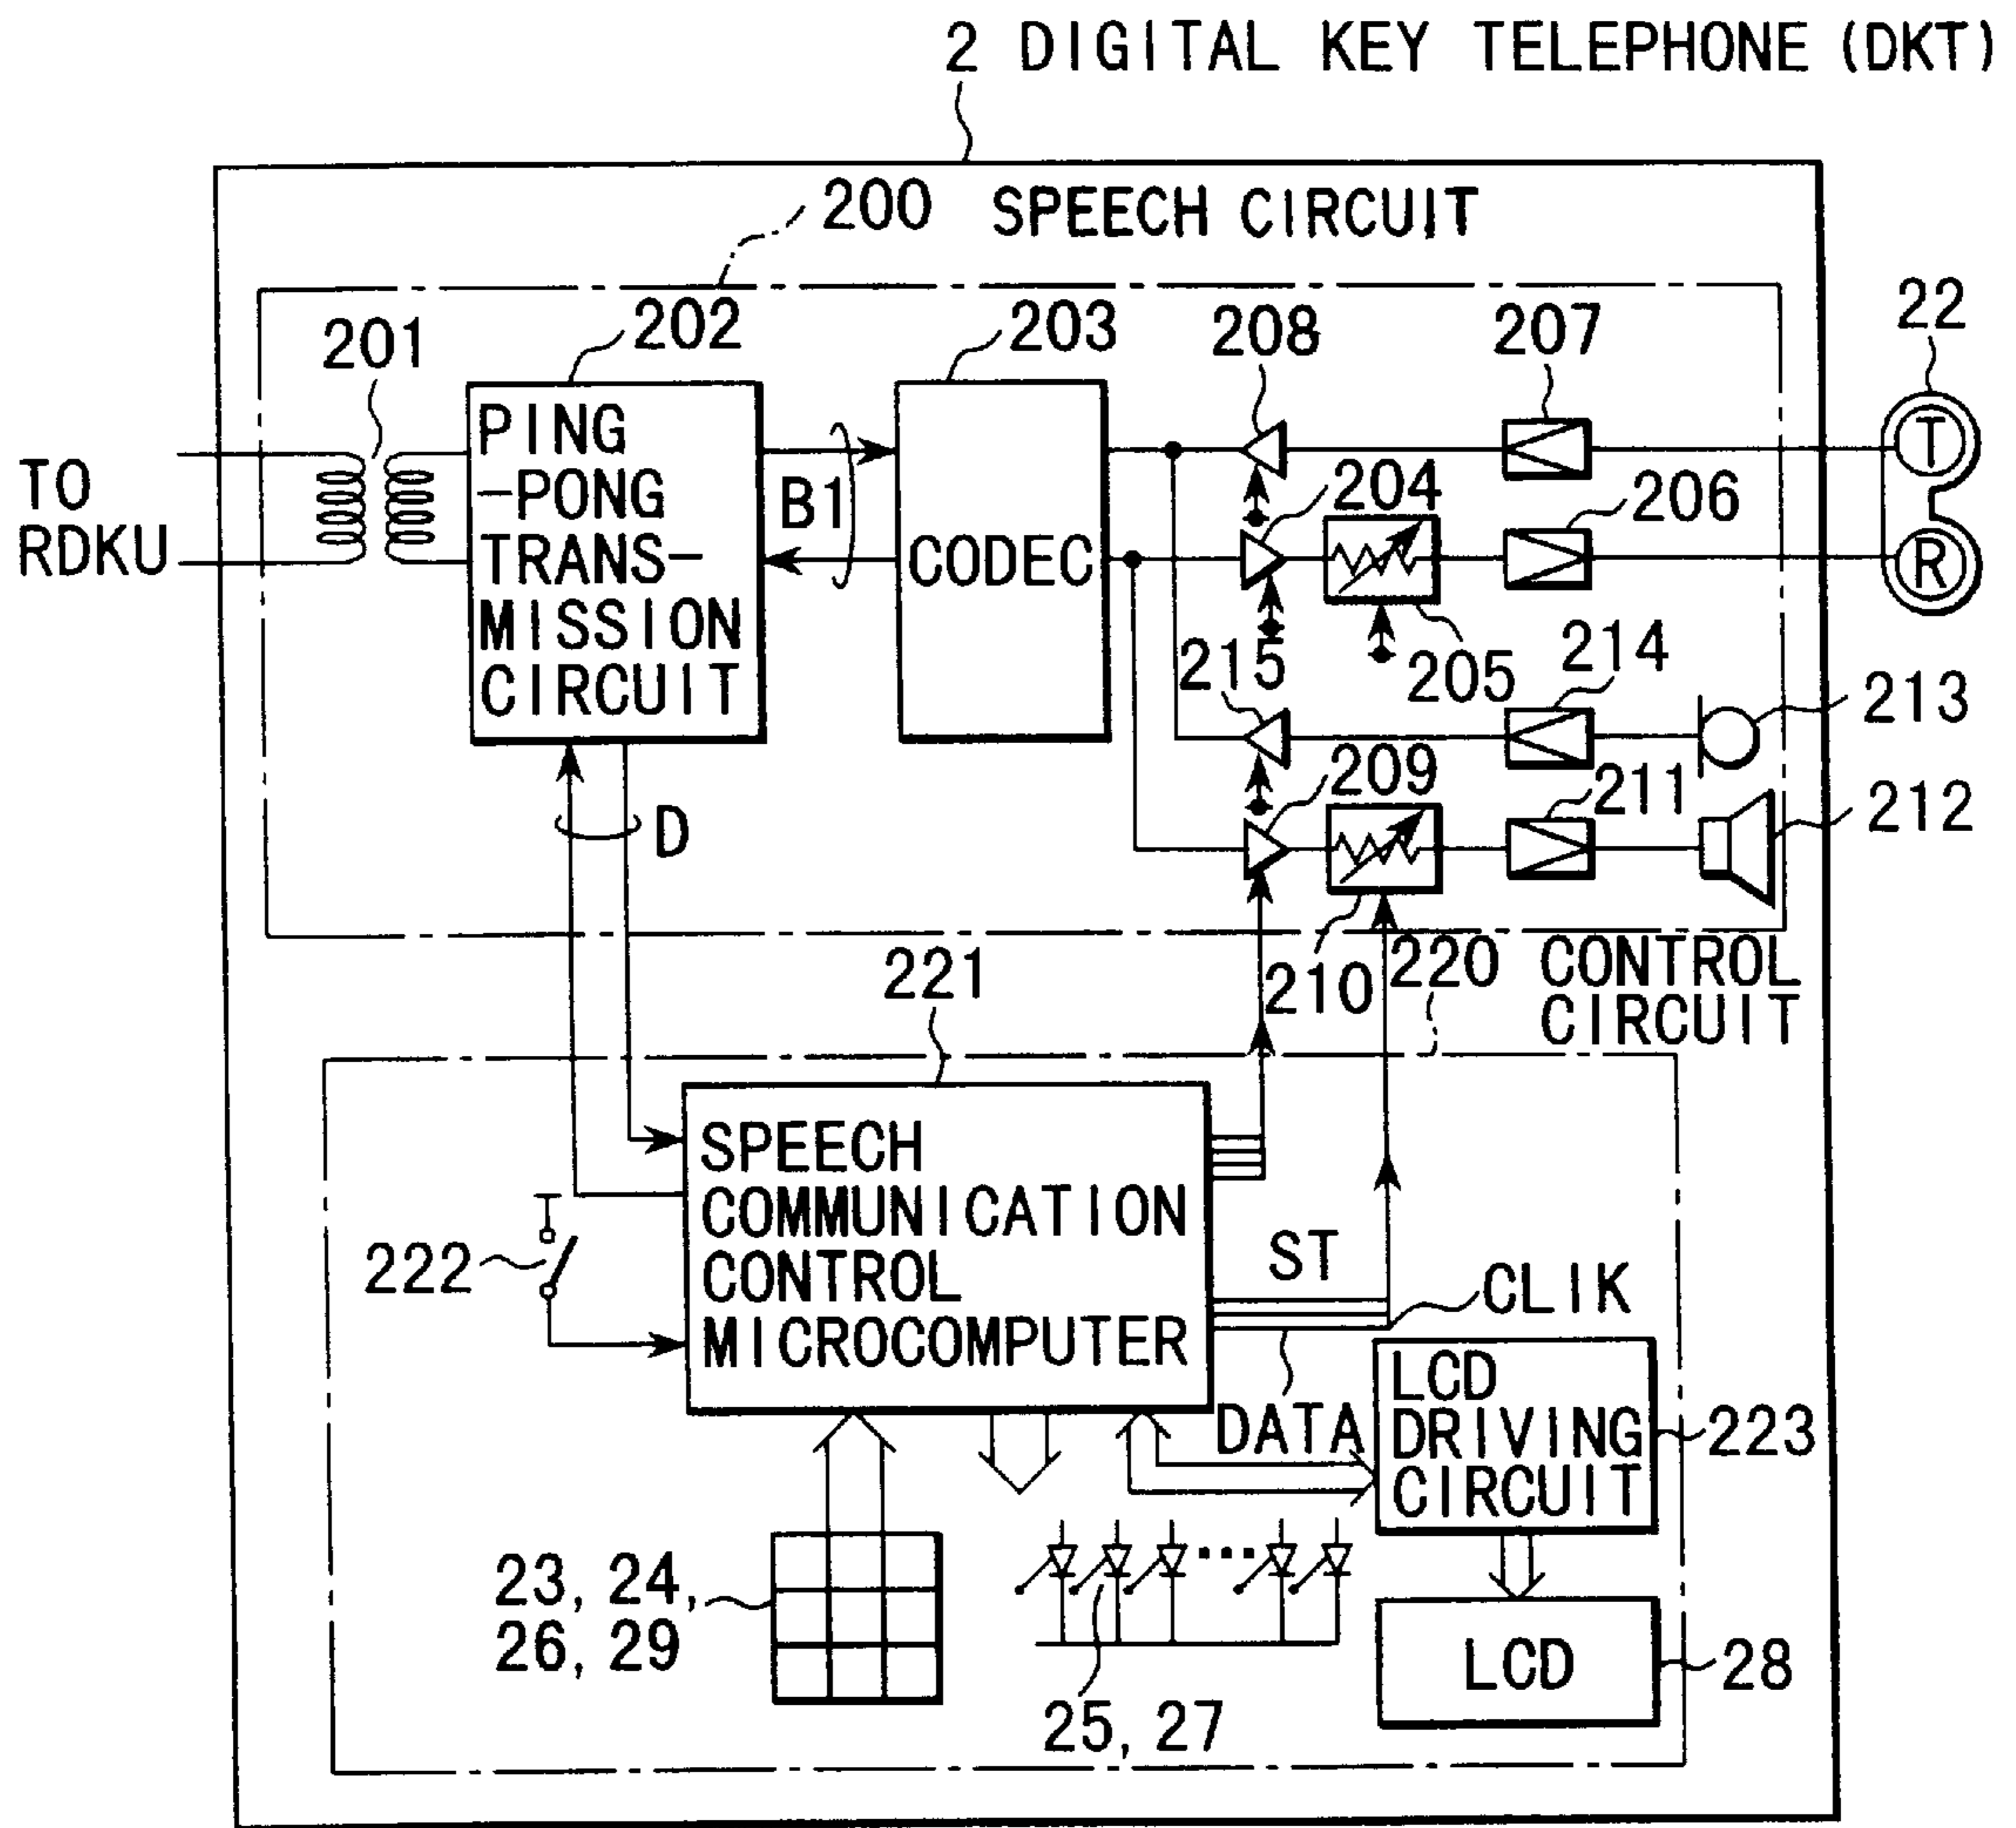 2 DIGITAL KEY TELEPHONE (DKT)
200 SPEECH CIRCUIT
201
202
203
208
207
22
TO
RDKU
PING
-PONG
TRANS-
MISSION
CIRCUIT
B1
CODEC
204
206
T
R
215
205
214
213
209
211
212
D
210
220 CONTROL
CIRCUIT
221
SPEECH
COMMUNICATION
CONTROL
MICROCOMPUTER
222
ST
CLIK
DATA
LCD
DRIVING
CIRCUIT
223
23, 24,
26, 29
25, 27
LCD
28